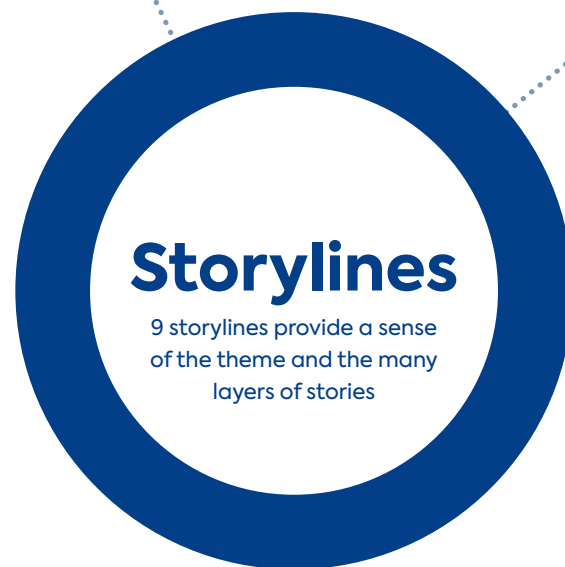 Storylines
9 storylines provide a sense
of the theme and the many
layers of stories